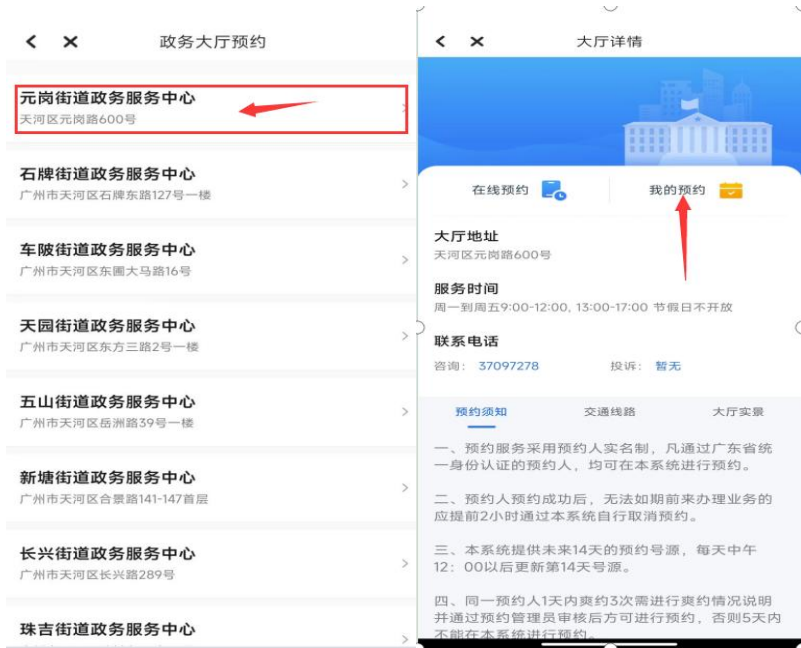 政务大厅预约
元岗街道政务服务中心
天河区元岗路600号
石牌街道政务服务中心
广州市天河区石牌东路127号一楼
车陂街道政务服务中心
广州市天河区东圃大马路16号
天园街道政务服务中心
广州市天河区东方三路2号一楼
五山街道政务服务中心
广州市天河区岳洲路39号一楼
新塘街道政务服务中心
广州市天河区合景路141-147首层
长兴街道政务服务中心
广州市天河区长兴路289号
珠吉街道政务服务中心
大厅详情
在线预约
我的预约
大厅地址
天河区元岗路600号
服务时间
周一到周五9:00-12:00, 13:00-17:00 节假日不开放
联系电话
咨询: 37097278 投诉: 暂无
预约须知 交通线路 大厅实景
一、预约服务采用预约人实名制，凡通过广东省统
一身份认证的预约人，均可在本系统进行预约。
二、预约人预约成功后，无法如期前来办理业务的
应提前2小时通过本系统自行取消预约。
三、本系统提供未来14天的预约号源，每天中午
12：00以后更新第14天号源。
四、同一预约人1天内爽约3次需进行爽约情况说明
并通过预约管理员审核后方可进行预约，否则5天内
不能在本系统进行预约。